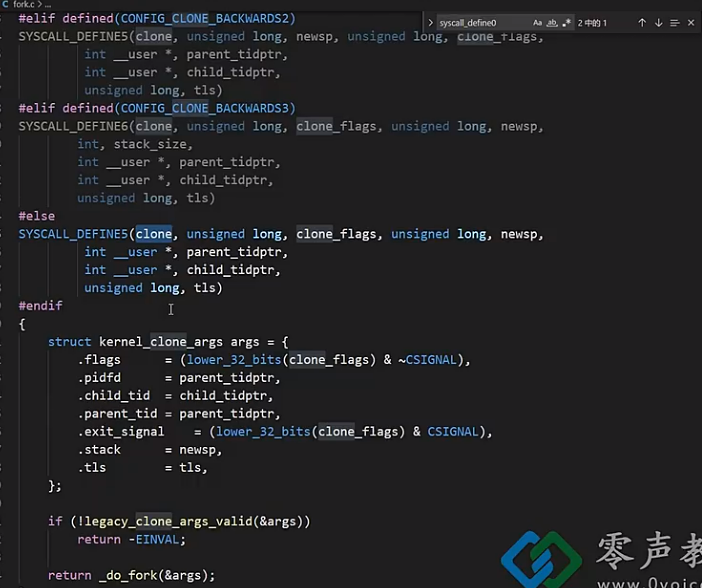 C fork.c > ...
syscall_define0 Aa ab .* 2 中的 1
#elif defined(CONFIG_CLONE_BACKWARDS2)
SYSCALL_DEFINE5(clone, unsigned long, newsp, unsigned long, clone_flags,
int __user *, parent_tidptr,
int __user *, child_tidptr,
unsigned long, tls)
#elif defined(CONFIG_CLONE_BACKWARDS3)
SYSCALL_DEFINE6(clone, unsigned long, clone_flags, unsigned long, newsp,
int, stack_size,
int __user *, parent_tidptr,
int __user *, child_tidptr,
unsigned long, tls)
#else
SYSCALL_DEFINE5(clone, unsigned long, clone_flags, unsigned long, newsp,
int __user *, parent_tidptr,
int __user *, child_tidptr,
unsigned long, tls)
#endif
{
struct kernel_clone_args args = {
.flags = (lower_32_bits(clone_flags) & ~CSIGNAL),
.pidfd = parent_tidptr,
.child_tid = child_tidptr,
.parent_tid = parent_tidptr,
.exit_signal = (lower_32_bits(clone_flags) & CSIGNAL),
.stack = newsp,
.tls = tls,
};
if (!legacy_clone_args_valid(&args))
return -EINVAL;
return _do_fork(&args);
零声教
www.0voice